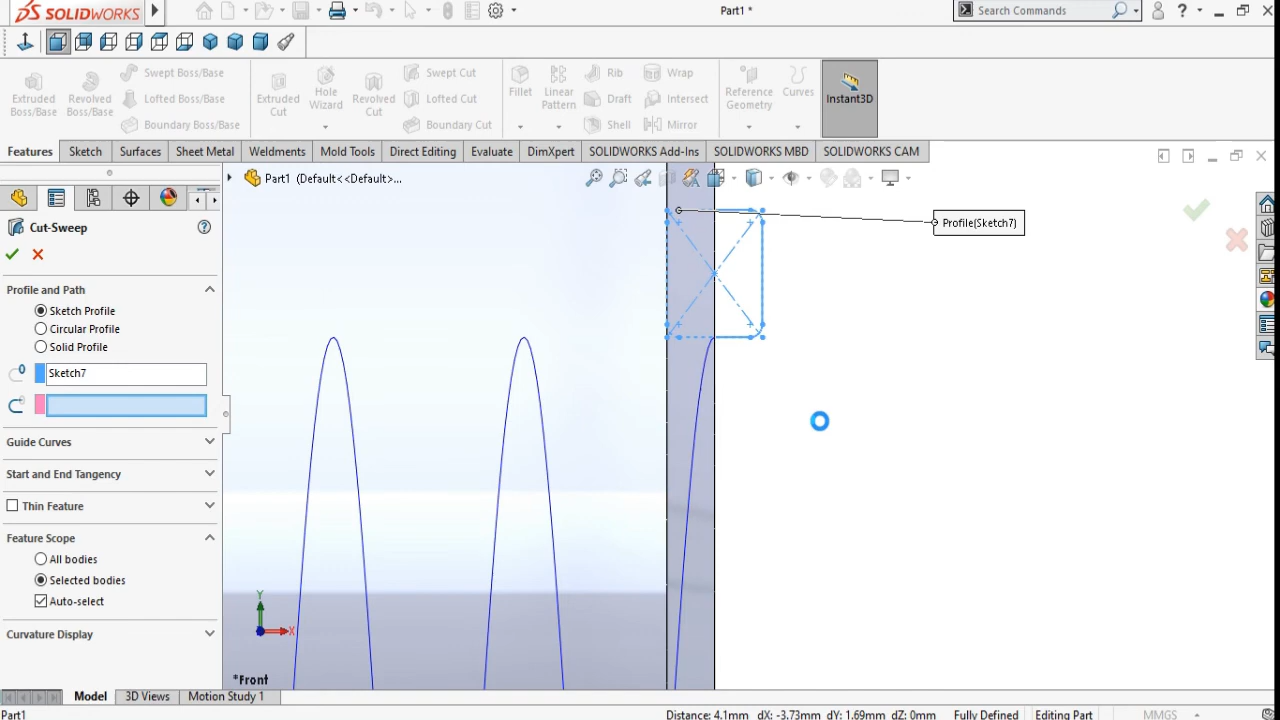 SOLIDWORKS
Part1 *
Search Commands
?
Extruded Boss/Base
Revolved Boss/Base
Swept Boss/Base
Lofted Boss/Base
Boundary Boss/Base
Extruded Cut
Hole Wizard
Revolved Cut
Swept Cut
Lofted Cut
Boundary Cut
Fillet
Linear Pattern
Rib
Draft
Shell
Wrap
Intersect
Mirror
Reference Geometry
Curves
Instant3D
Features
Sketch
Surfaces
Sheet Metal
Weldments
Mold Tools
Direct Editing
Evaluate
DimXpert
SOLIDWORKS Add-Ins
SOLIDWORKS MBD
SOLIDWORKS CAM
Part1 (Default<<Default>...
Cut-Sweep
?
Profile and Path
Sketch Profile
Circular Profile
Solid Profile
Sketch7
Guide Curves
Start and End Tangency
Thin Feature
Feature Scope
All bodies
Selected bodies
Auto-select
Curvature Display
Profile(Sketch7)
Y
X
*Front
Model
3D Views
Motion Study 1
Part1
Distance: 4.1mm dX: -3.73mm dY: 1.69mm dZ: 0mm
Fully Defined
Editing Part
MMGS